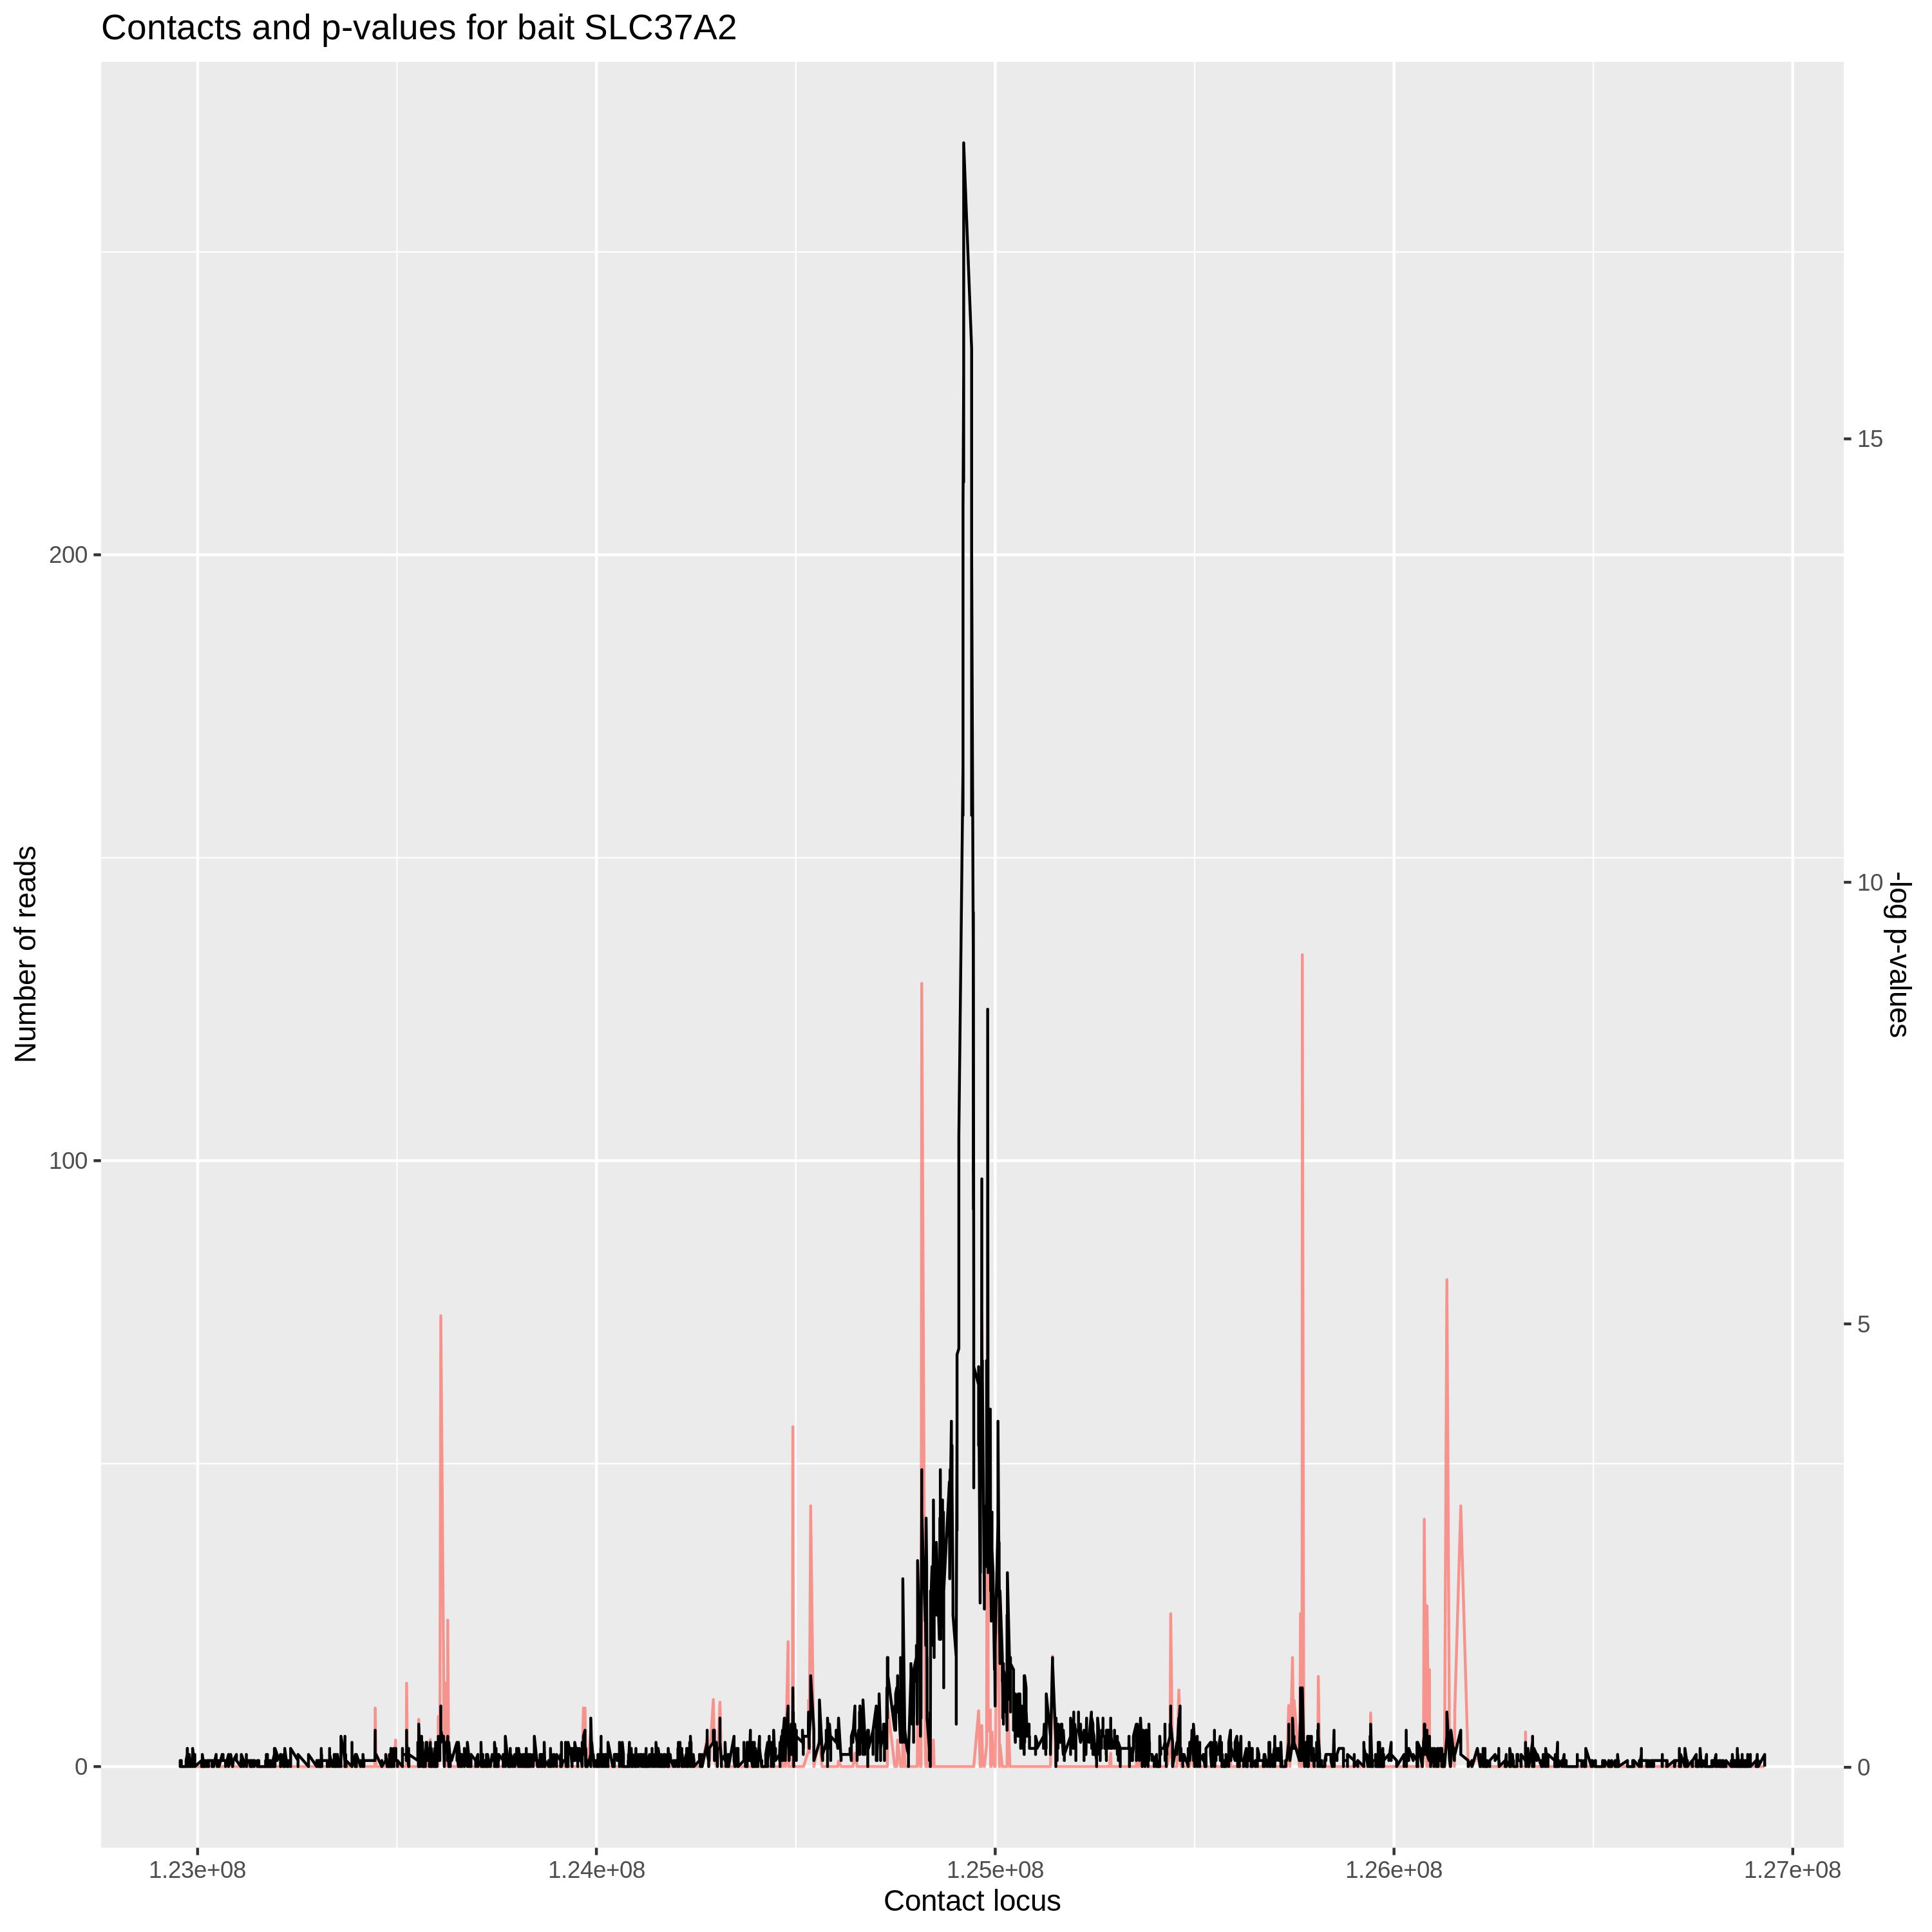 Contacts and p-values for bait SLC37A2
Number of reads
200
100
0
15
10
5
0
-log p-values
1.23e+08
1.24e+08
1.25e+08
1.26e+08
1.27e+08
Contact locus